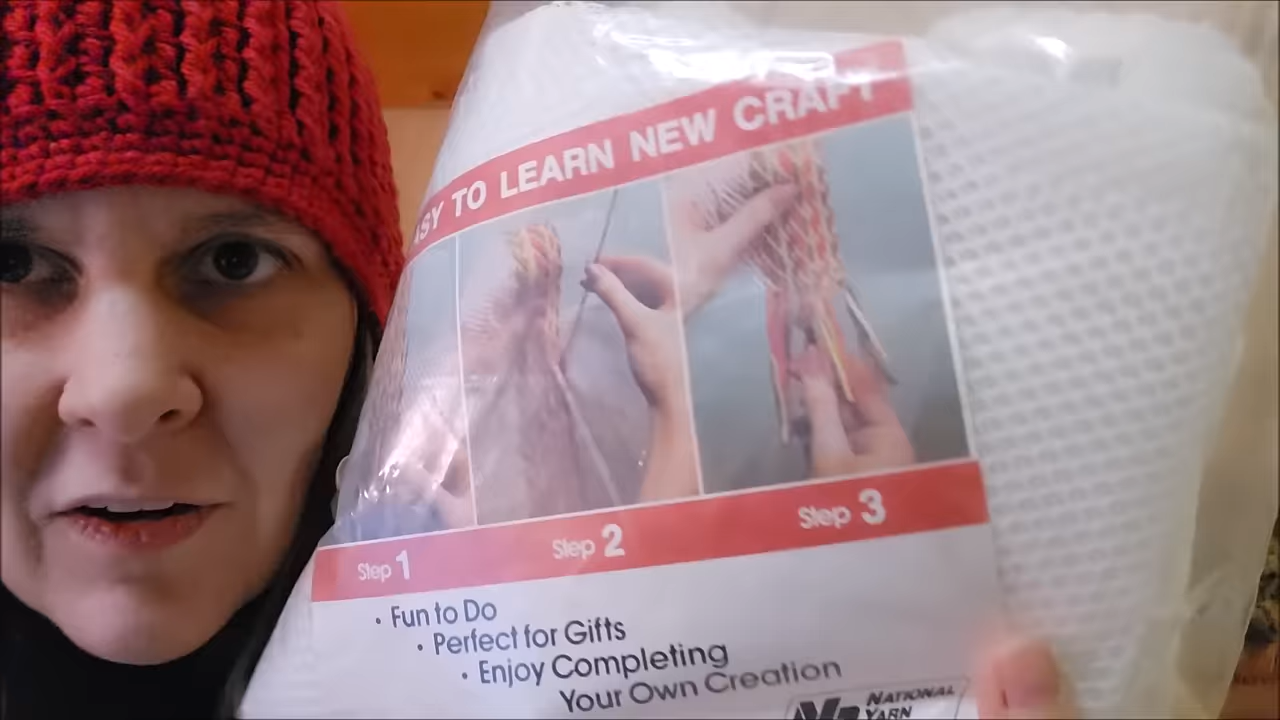 ASY TO LEARN NEW CRAFT
Step 1
Step 2
Step 3
• Fun to Do
• Perfect for Gifts
• Enjoy Completing
Your Own Creation
NATIONAL
YARN